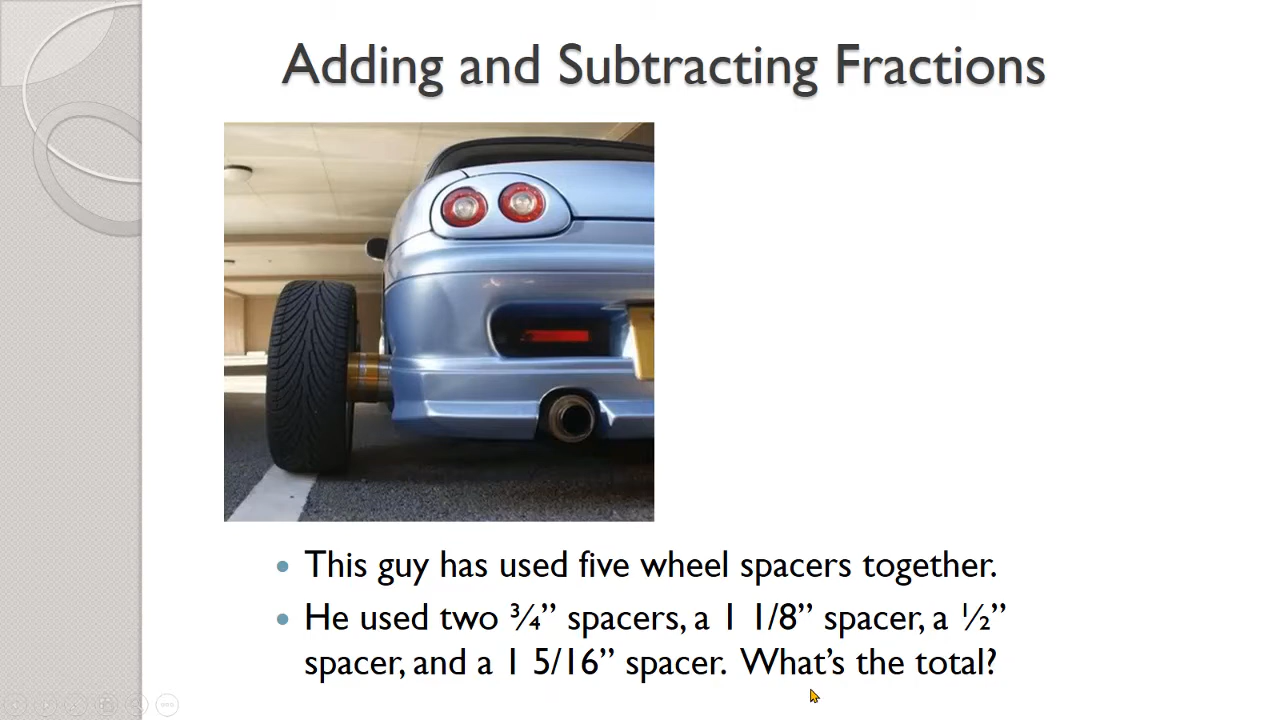 Adding and Subtracting Fractions
• This guy has used five wheel spacers together.
• He used two ¾” spacers, a 1 1/8” spacer, a ½”
spacer, and a 1 5/16” spacer.  What’s the total?